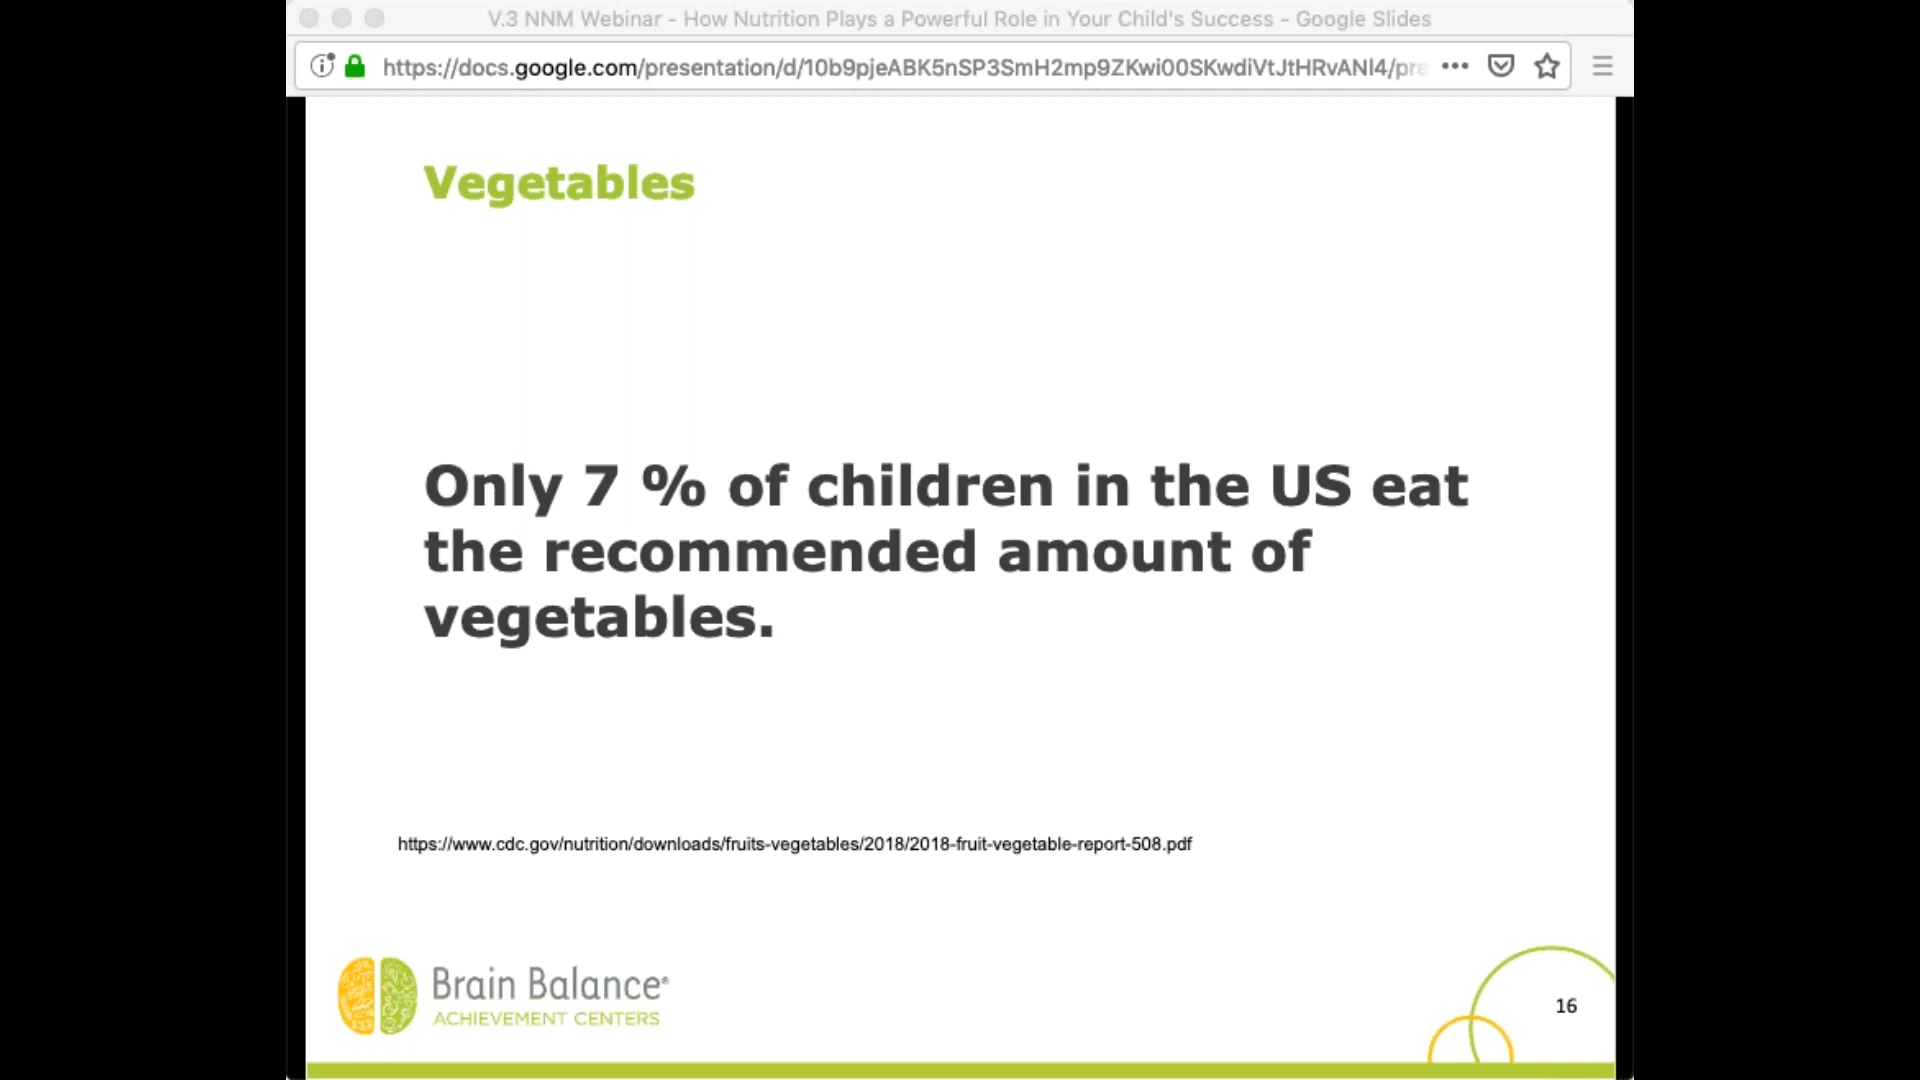 V.3 NNM Webinar - How Nutrition Plays a Powerful Role in Your Child's Success - Google Slides
https://docs.google.com/presentation/d/10b9pjeABK5nSP3SmH2mp9ZKwi00SKwdiVtJtHRvANI4/pre
Vegetables
Only 7 % of children in the US eat
the recommended amount of
vegetables.
https://www.cdc.gov/nutrition/downloads/fruits-vegetables/2018/2018-fruit-vegetable-report-508.pdf
Brain Balance®
ACHIEVEMENT CENTERS
16